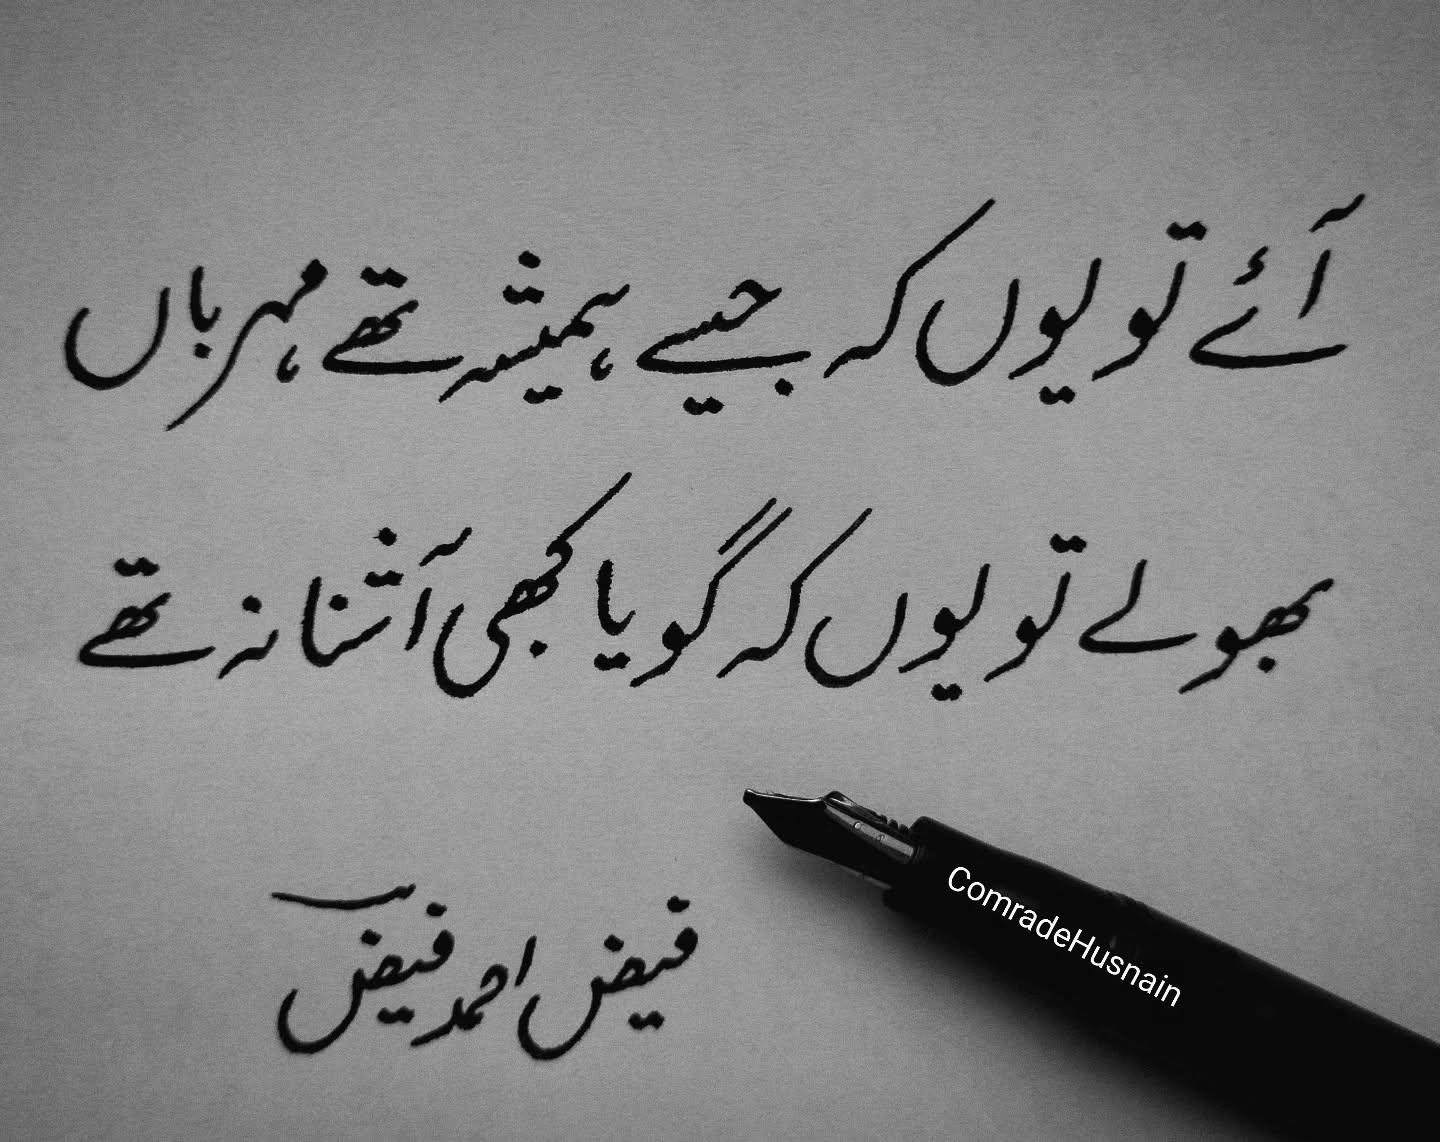 آئے تو یوں کہ جیسے ہمیشہ تھے مہرباں
بھولے تو یوں کہ گویا کبھی آشنا نہ تھے
فیض احمد فیض
ComradeHusnain